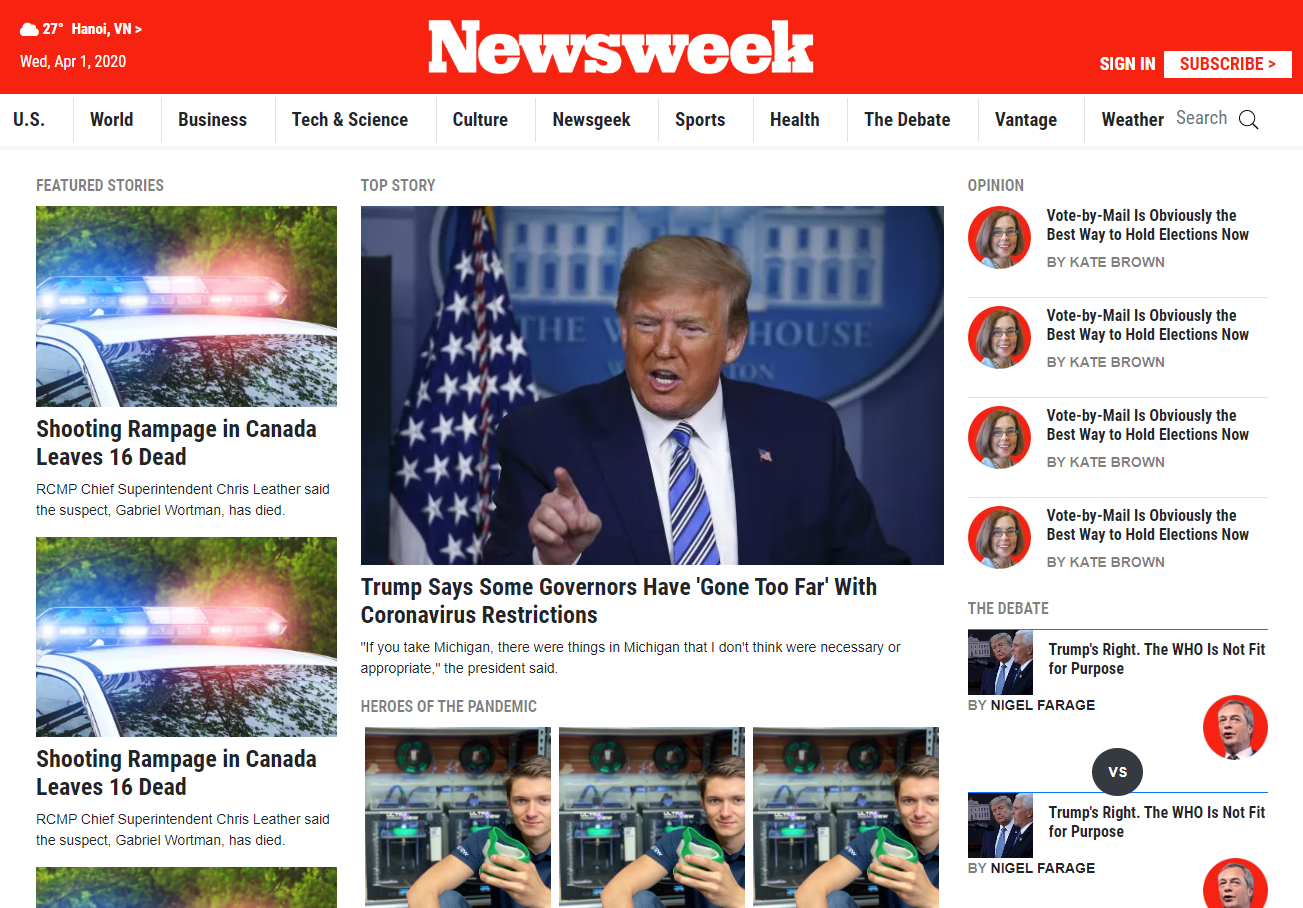 27° Hanoi, VN >
Wed, Apr 1, 2020
Newsweek
SIGN IN
SUBSCRIBE >
U.S.
World
Business
Tech & Science
Culture
Newsgeek
Sports
Health
The Debate
Vantage
Weather
Search
FEATURED STORIES
Shooting Rampage in Canada
Leaves 16 Dead
RCMP Chief Superintendent Chris Leather said
the suspect, Gabriel Wortman, has died.
Shooting Rampage in Canada
Leaves 16 Dead
RCMP Chief Superintendent Chris Leather said
the suspect, Gabriel Wortman, has died.
TOP STORY
THE W HOUSE
TON
Trump Says Some Governors Have 'Gone Too Far' With
Coronavirus Restrictions
"If you take Michigan, there were things in Michigan that I don't think were necessary or
appropriate," the president said.
HEROES OF THE PANDEMIC
OPINION
Vote-by-Mail Is Obviously the
Best Way to Hold Elections Now
BY KATE BROWN
Vote-by-Mail Is Obviously the
Best Way to Hold Elections Now
BY KATE BROWN
Vote-by-Mail Is Obviously the
Best Way to Hold Elections Now
BY KATE BROWN
Vote-by-Mail Is Obviously the
Best Way to Hold Elections Now
BY KATE BROWN
THE DEBATE
Trump's Right. The WHO Is Not Fit
for Purpose
BY NIGEL FARAGE
VS
Trump's Right. The WHO Is Not Fit
for Purpose
BY NIGEL FARAGE